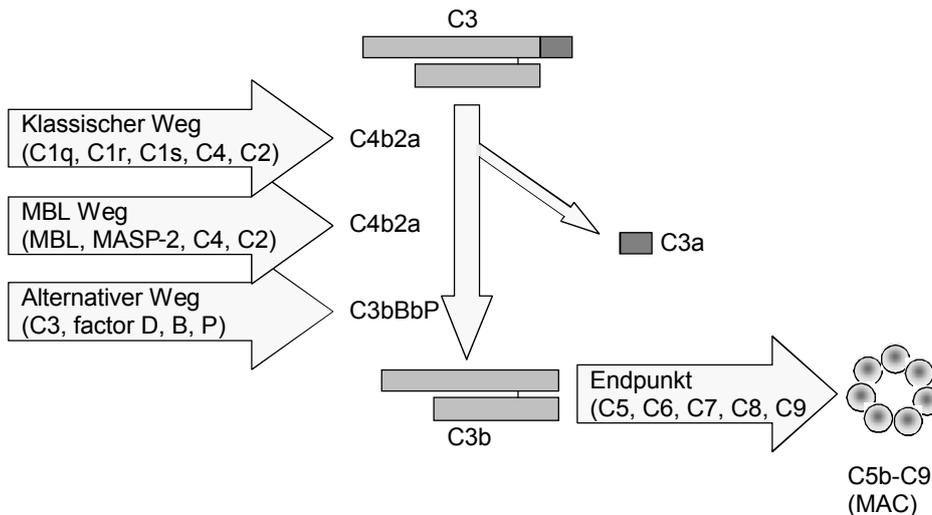 C3
Klassischer Weg
(C1q, C1r, C1s, C4, C2)
C4b2a
MBL Weg
(MBL, MASP-2, C4, C2)
C4b2a
C3a
Alternativer Weg
(C3, factor D, B, P)
C3bBbP
Endpunkt
(C5, C6, C7, C8, C9
C3b
C5b-C9
(MAC)